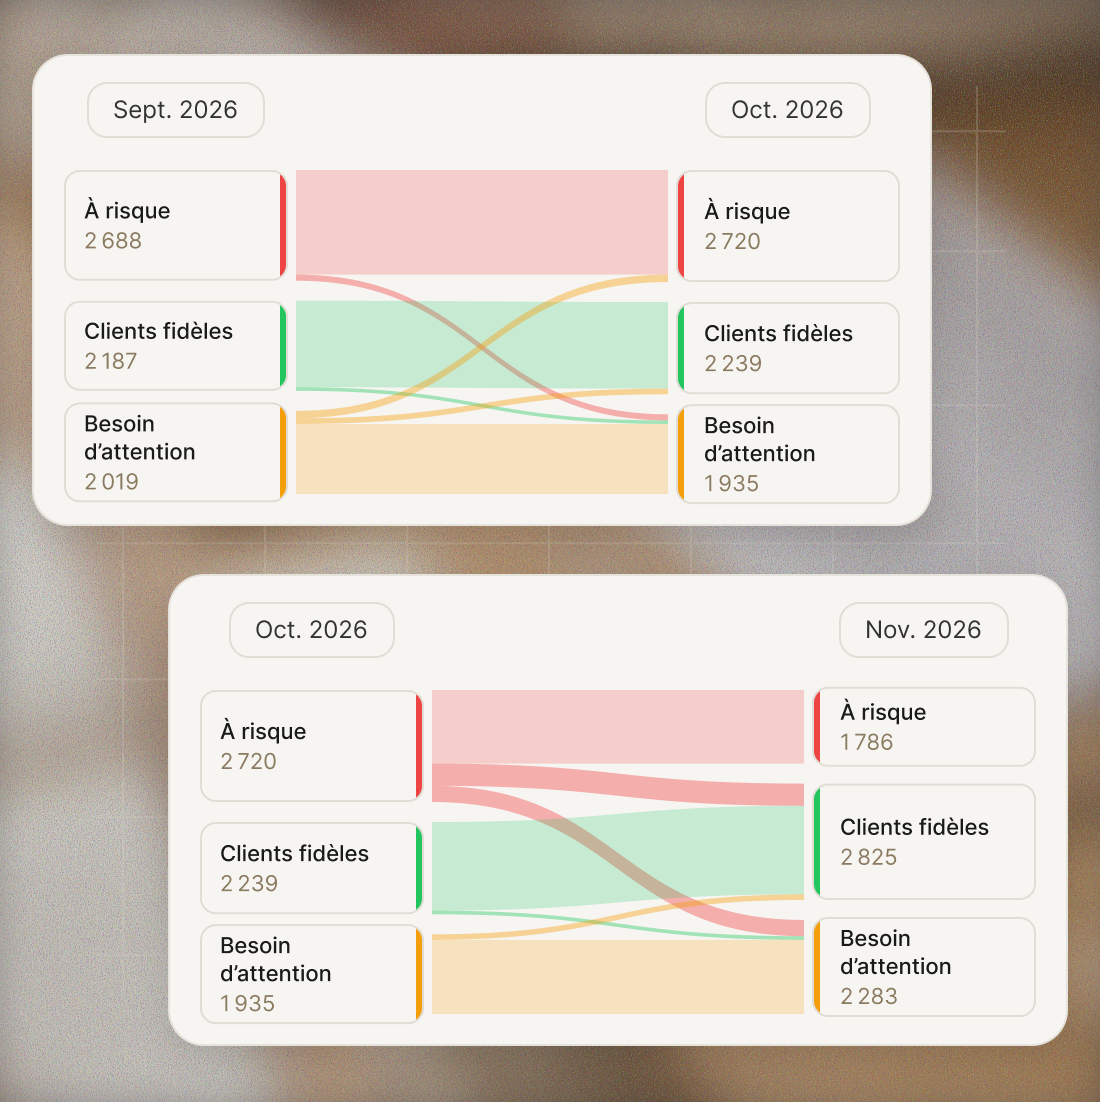 Sept. 2026
Oct. 2026
À risque
2 688
À risque
2 720
Clients fidèles
2 187
Clients fidèles
2 239
Besoin
d’attention
2 019
Besoin
d’attention
1 935
Oct. 2026
Nov. 2026
À risque
2 720
À risque
1 786
Clients fidèles
2 239
Clients fidèles
2 825
Besoin
d’attention
1 935
Besoin
d’attention
2 283